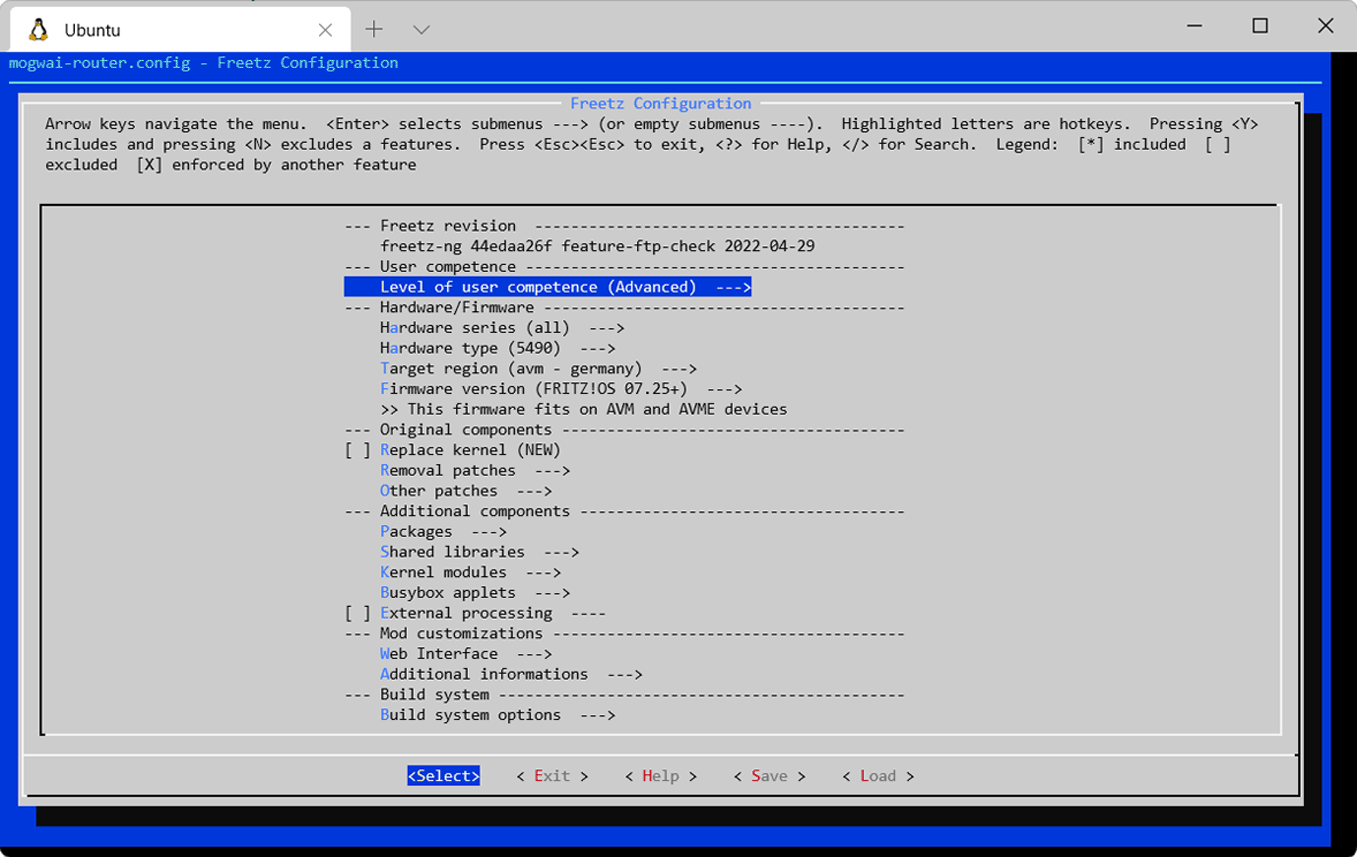 Ubuntu
mogwai-router.config - Freetz Configuration
Freetz Configuration
Arrow keys navigate the menu.  <Enter> selects submenus ---> (or empty submenus ----).  Highlighted letters are hotkeys.  Pressing <Y>
includes and pressing <N> excludes a features.  Press <Esc><Esc> to exit, <?> for Help, </> for Search.  Legend:  [*] included  [ ]
excluded  [X] enforced by another feature
--- Freetz revision  -----------------------------------------
freetz-ng 44edaa26f feature-ftp-check 2022-04-29
--- User competence ------------------------------------------
Level of user competence (Advanced)  --->
--- Hardware/Firmware ----------------------------------------
Hardware series (all)  --->
Hardware type (5490)  --->
Target region (avm - germany)  --->
Firmware version (FRITZ!OS 07.25+)  --->
>> This firmware fits on AVM and AVME devices
--- Original components --------------------------------------
[ ] Replace kernel (NEW)
Removal patches  --->
Other patches  --->
--- Additional components ------------------------------------
Packages  --->
Shared libraries  --->
Kernel modules  --->
Busybox applets  --->
[ ] External processing  ----
--- Mod customizations ---------------------------------------
Web Interface  --->
Additional informations  --->
--- Build system ---------------------------------------------
Build system options  --->
<Select>    < Exit >    < Help >    < Save >    < Load >